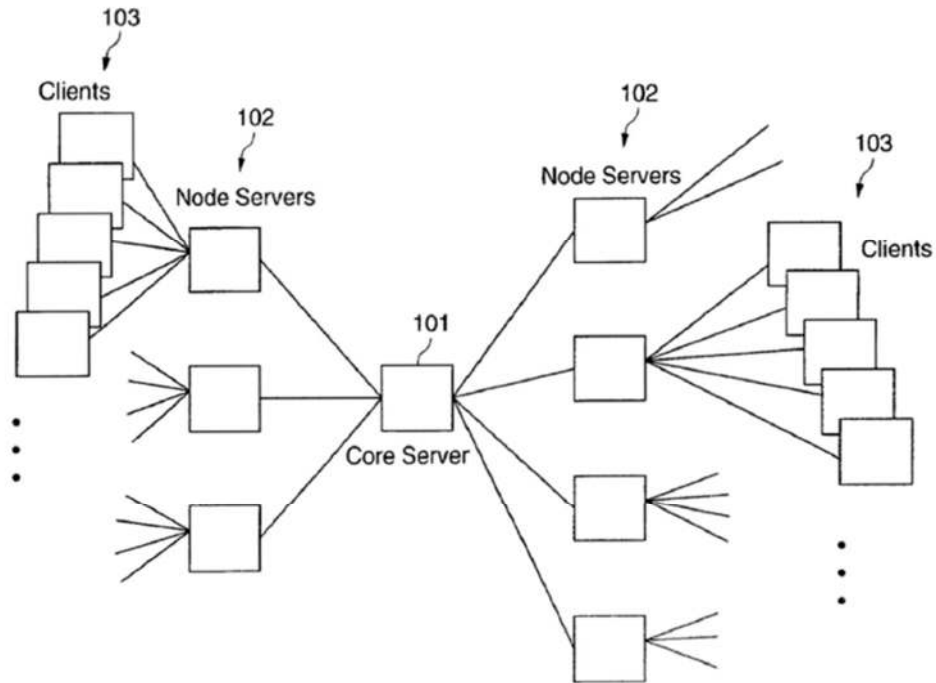 103
Clients
102
Node Servers
102
Node Servers
103
Clients
101
Core Server